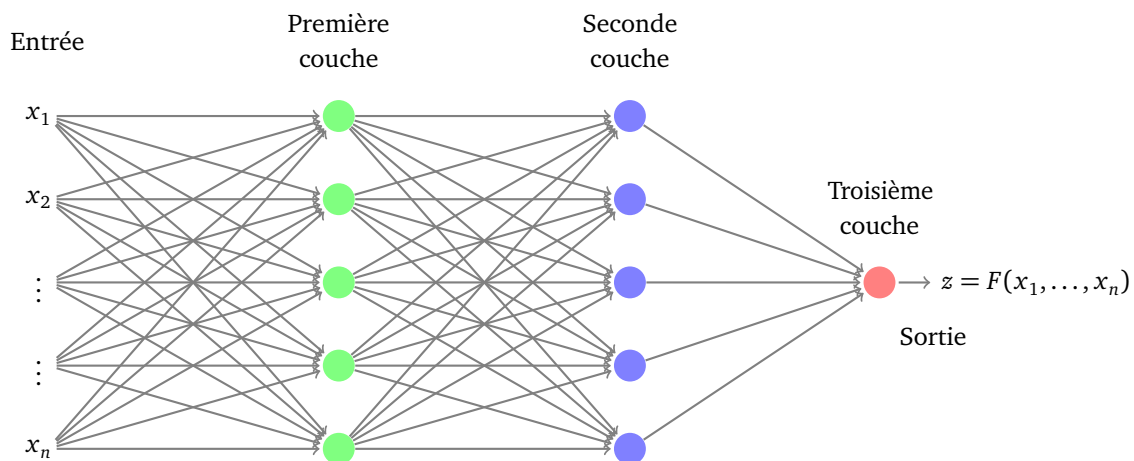 Entrée
Première
couche
Seconde
couche
x₁
x₂
⋮
⋮
xₙ
Troisième
couche
z = F(x₁,...,xₙ)
Sortie